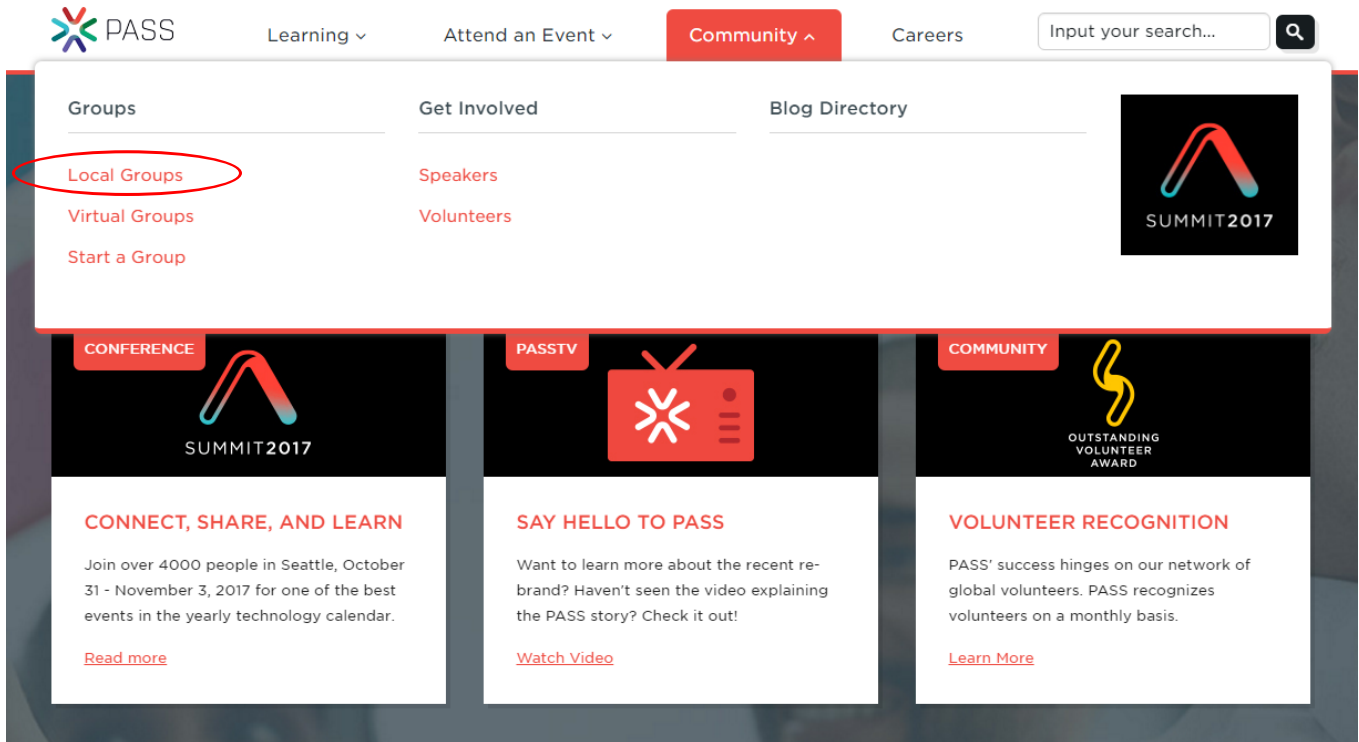 PASS
Learning
Attend an Event
Community
Careers
Input your search...
Groups
Local Groups
Virtual Groups
Start a Group
Get Involved
Speakers
Volunteers
Blog Directory
SUMMIT2017
CONFERENCE
SUMMIT2017
CONNECT, SHARE, AND LEARN
Join over 4000 people in Seattle, October
31 - November 3, 2017 for one of the best
events in the yearly technology calendar.
Read more
PASSTV
SAY HELLO TO PASS
Want to learn more about the recent re-
brand? Haven't seen the video explaining
the PASS story? Check it out!
Watch Video
COMMUNITY
OUTSTANDING
VOLUNTEER
AWARD
VOLUNTEER RECOGNITION
PASS' success hinges on our network of
global volunteers. PASS recognizes
volunteers on a monthly basis.
Learn More